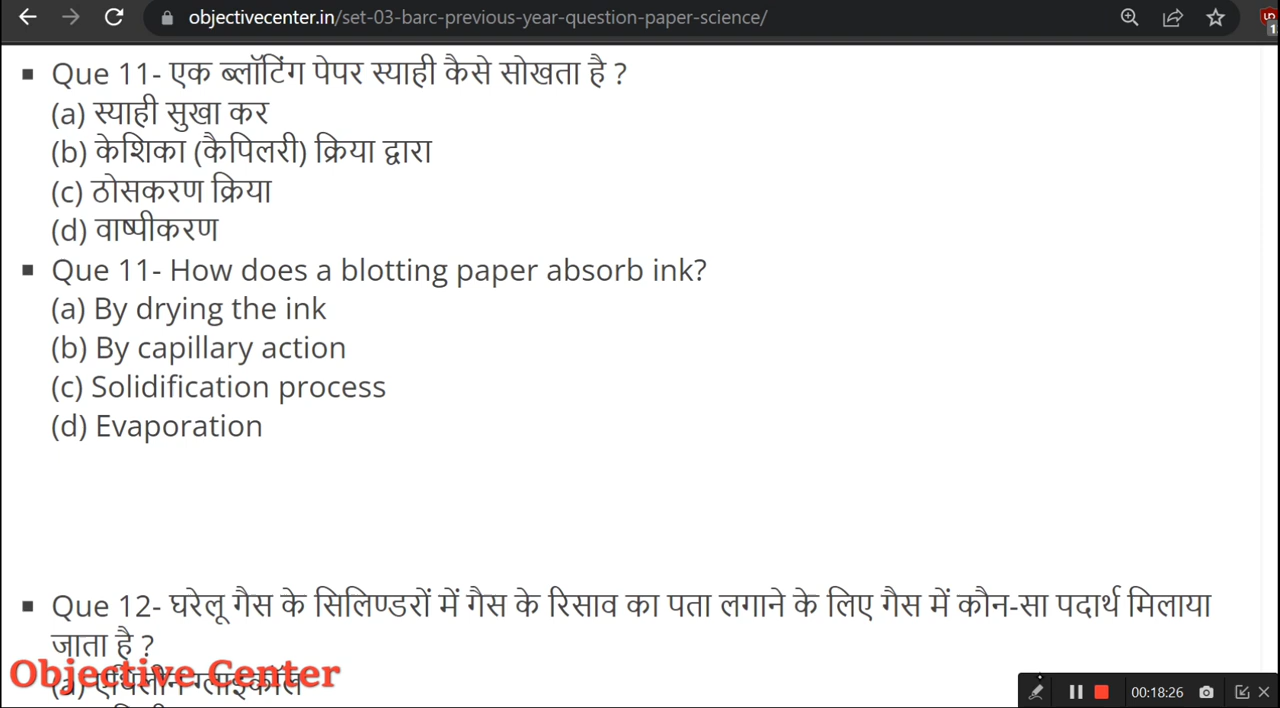 objectivecenter.in/set-03-barc-previous-year-question-paper-science/
Que 11- एक ब्लॉटिंग पेपर स्याही कैसे सोखता है ?
(a) स्याही सुखा कर
(b) केशिका (कैपिलरी) क्रिया द्वारा
(c) ठोसकरण क्रिया
(d) वाष्पीकरण
Que 11- How does a blotting paper absorb ink?
(a) By drying the ink
(b) By capillary action
(c) Solidification process
(d) Evaporation
Que 12- घरेलू गैस के सिलिण्डरों में गैस के रिसाव का पता लगाने के लिए गैस में कौन-सा पदार्थ मिलाया
जाता है ?
Objective Center
(a) एथिलीन ग्लाइकॉल
00:18:26